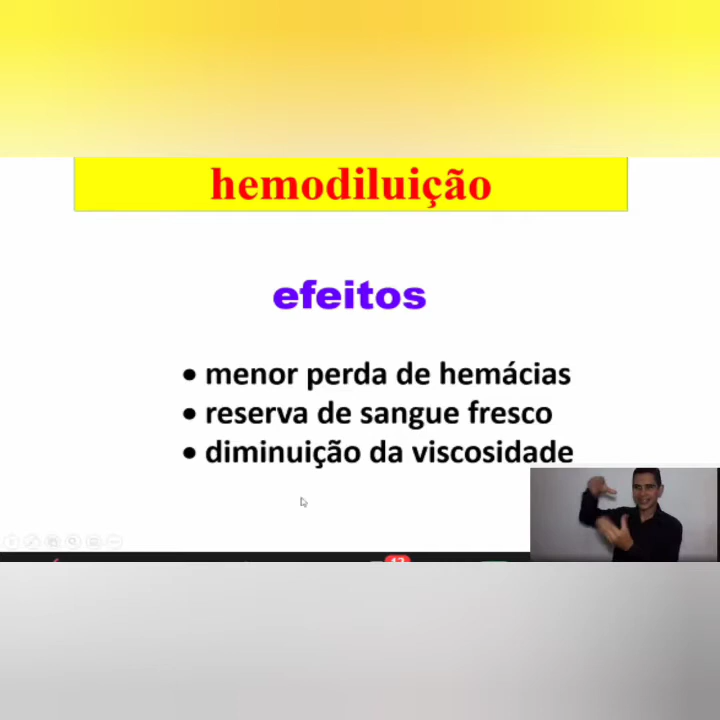 hemodiluição
efeitos
• menor perda de hemácias
• reserva de sangue fresco
• diminuição da viscosidade